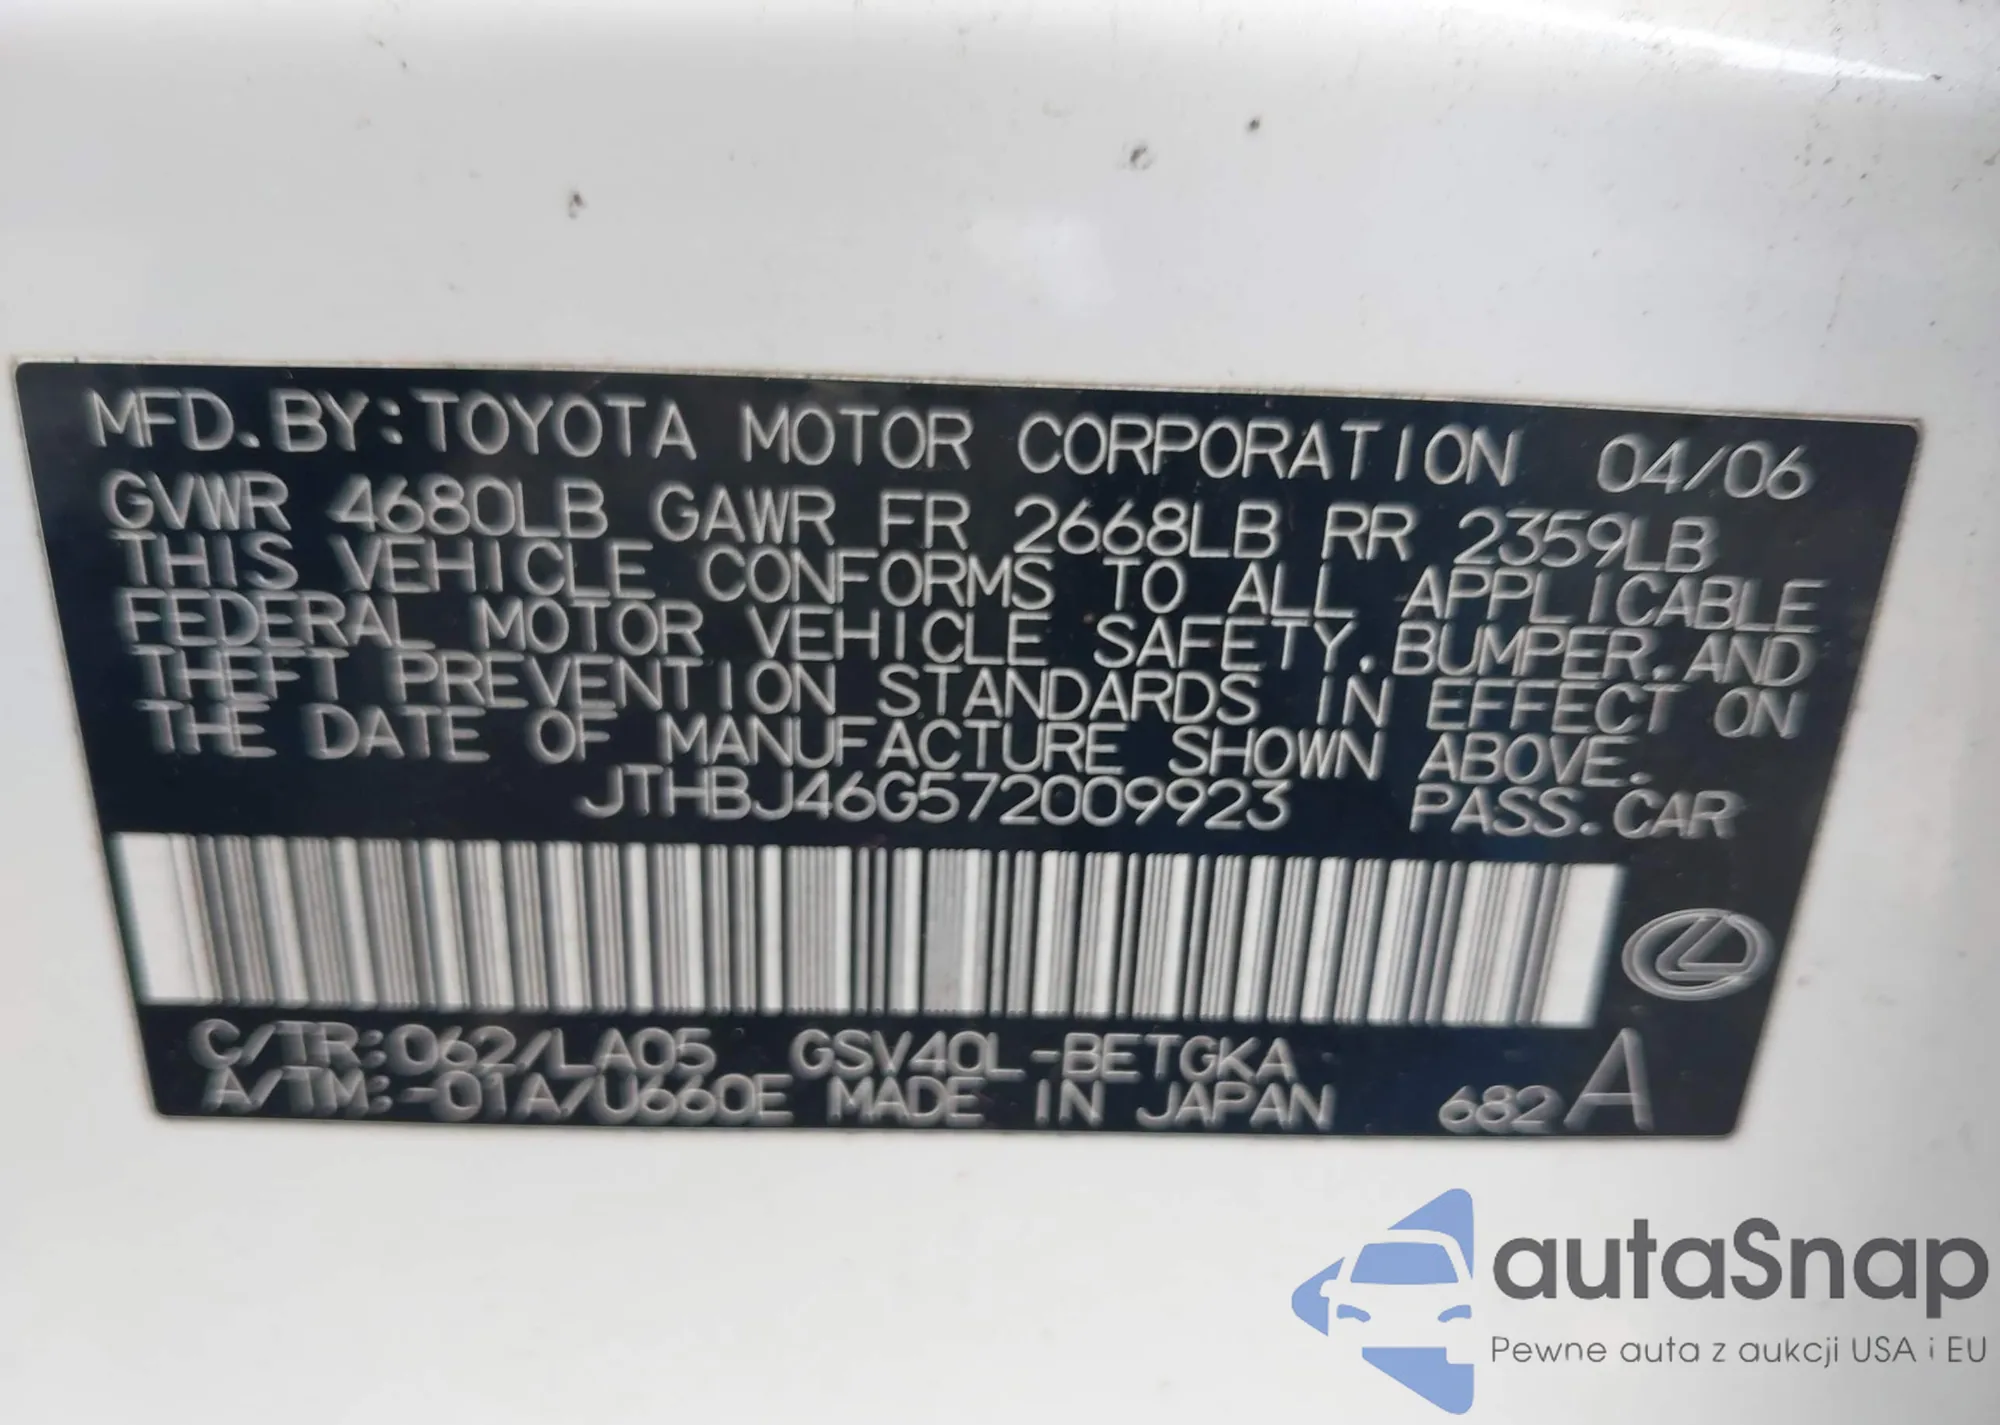 MFD. BY: TOYOTA MOTOR CORPORATION 04/06
GVWR 4680LB GAWR FR 2668LB RR 2359LB
THIS VEHICLE CONFORMS TO ALL APPLICABLE
FEDERAL MOTOR VEHICLE SAFETY. BUMPER. AND
THEFT PREVENTION STANDARDS IN EFFECT ON
THE DATE OF MANUFACTURE SHOWN ABOVE.
JTHBJ46G572009923 PASS. CAR
C/TR:062/LA05 GSV40L-BETGKA
A/TM:-01A/U660E MADE IN JAPAN 682A
autaSnap
Pewne auta z aukcji USA i EU